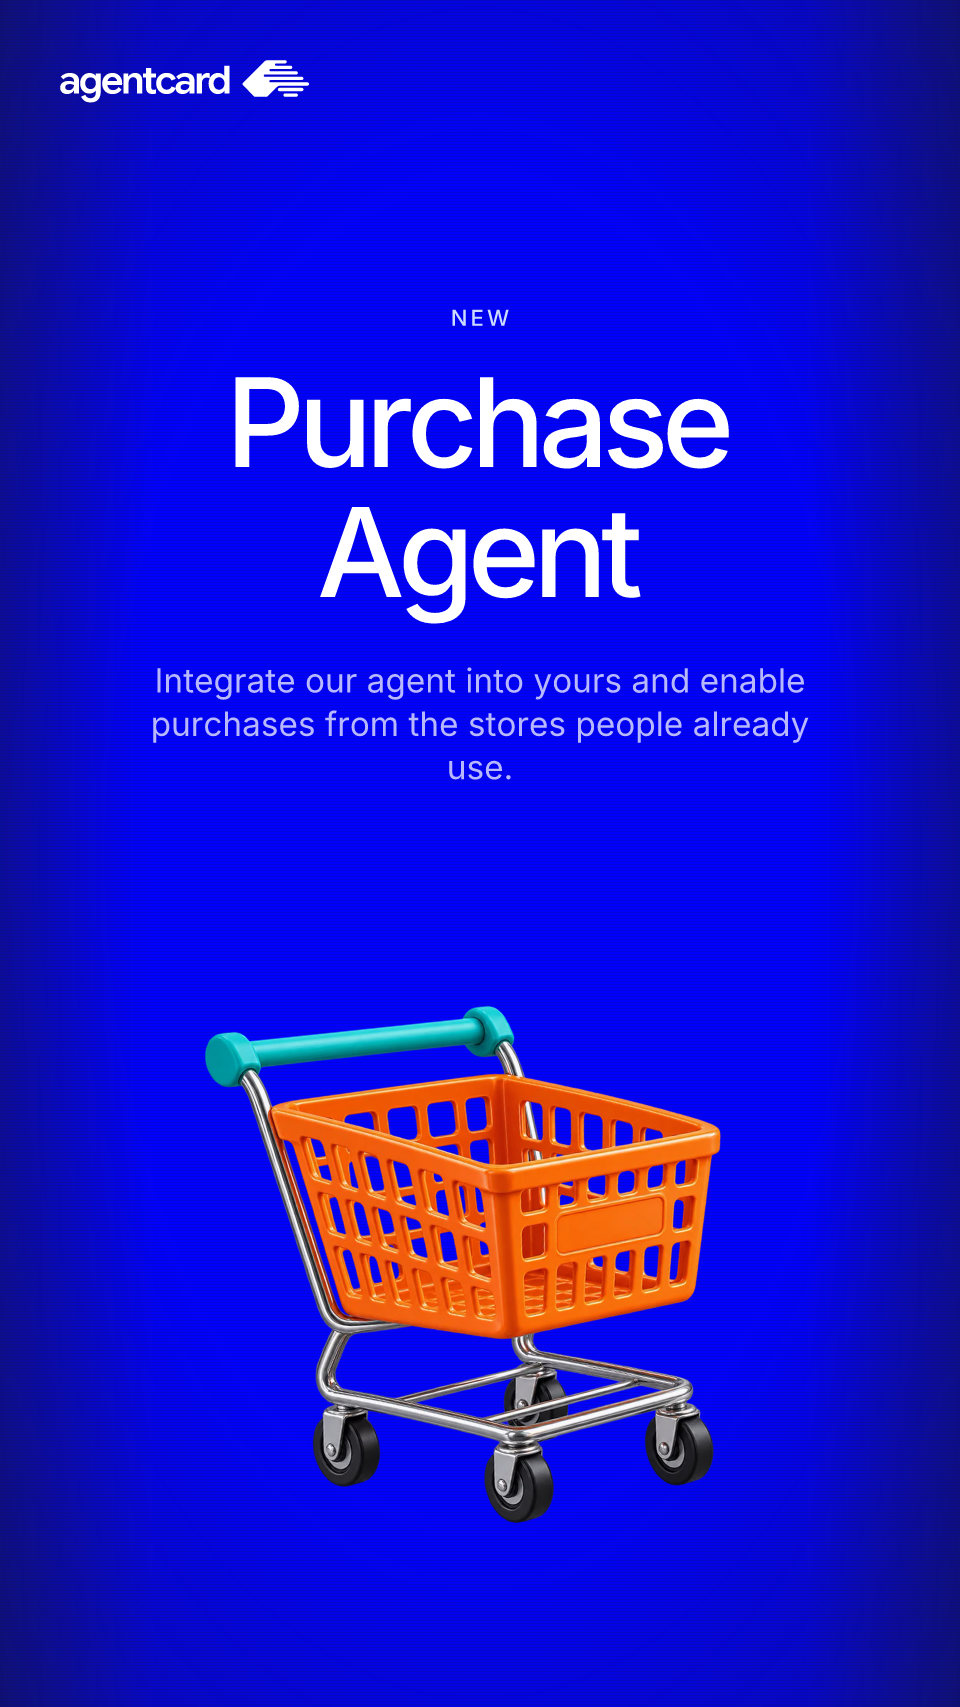 agentcard
NEW
Purchase
Agent
Integrate our agent into yours and enable
purchases from the stores people already
use.